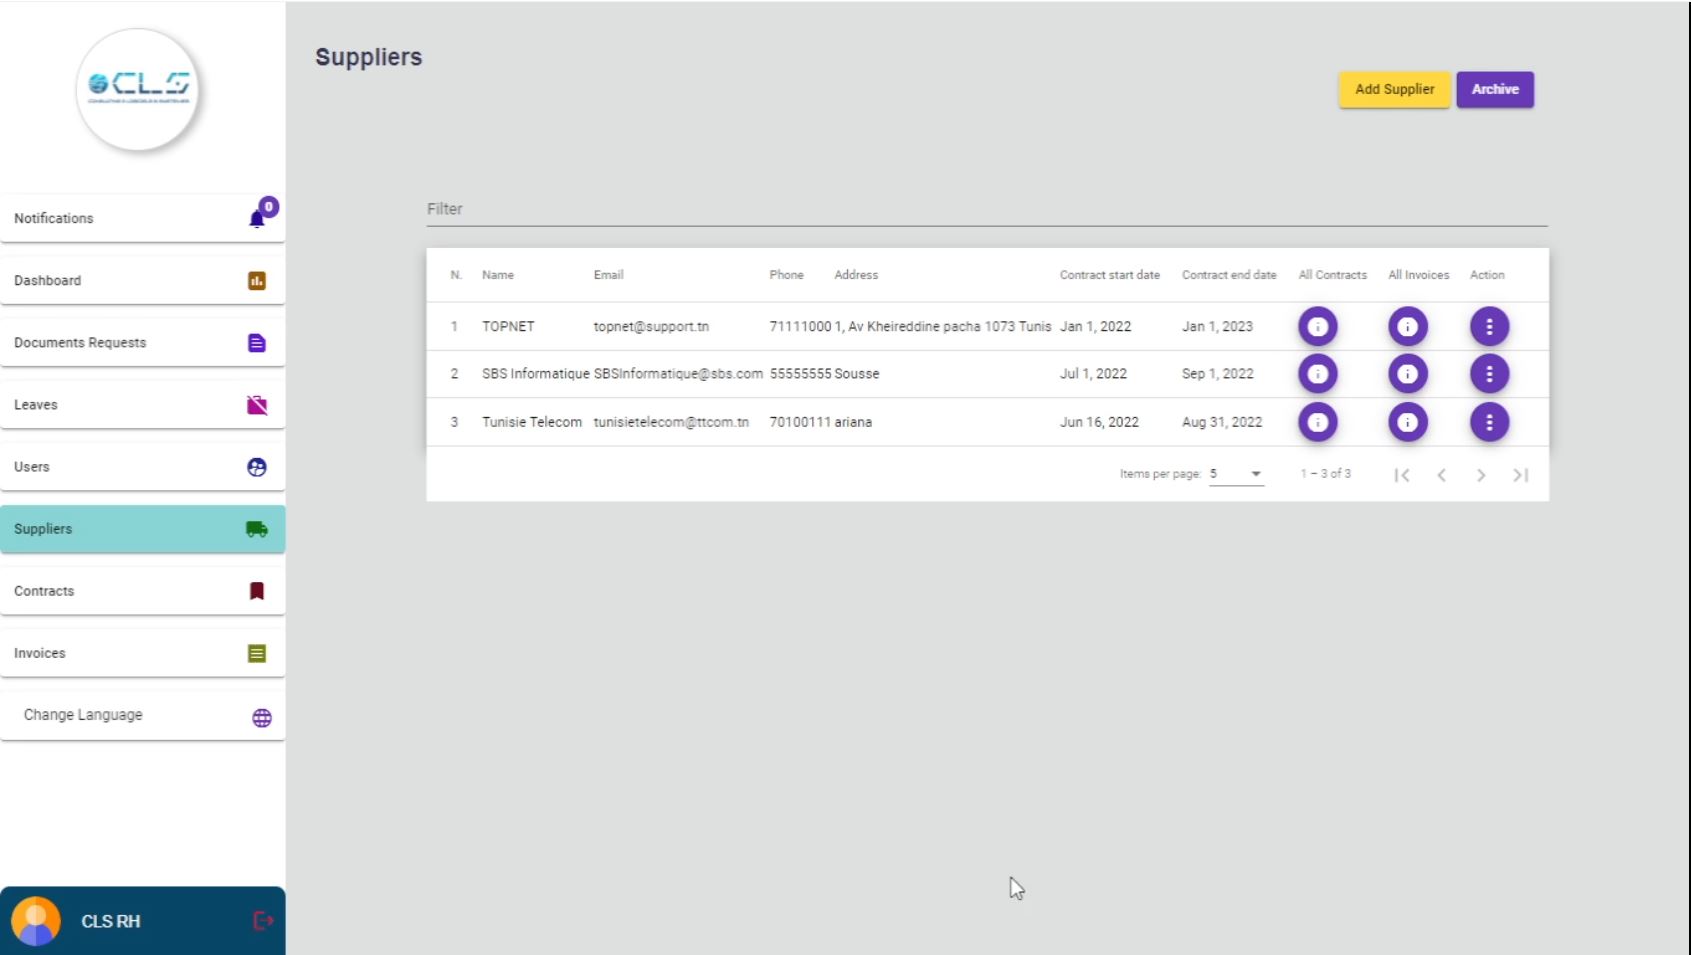 CLS
Suppliers
Add Supplier
Archive
Notifications
0
Dashboard
Documents Requests
Leaves
Users
Suppliers
Contracts
Invoices
Change Language
CLS RH
Filter
N. Name Email Phone Address Contract start date Contract end date All Contracts All Invoices Action
1 TOPNET topnet@support.tn 71111000 1, Av Kheireddine pacha 1073 Tunis Jan 1, 2022 Jan 1, 2023
2 SBS Informatique SBSInformatique@sbs.com 55555555 Sousse Jul 1, 2022 Sep 1, 2022
3 Tunisie Telecom tunisietelecom@ttcom.tn 70100111 ariana Jun 16, 2022 Aug 31, 2022
Items per page: 5 1 – 3 of 3